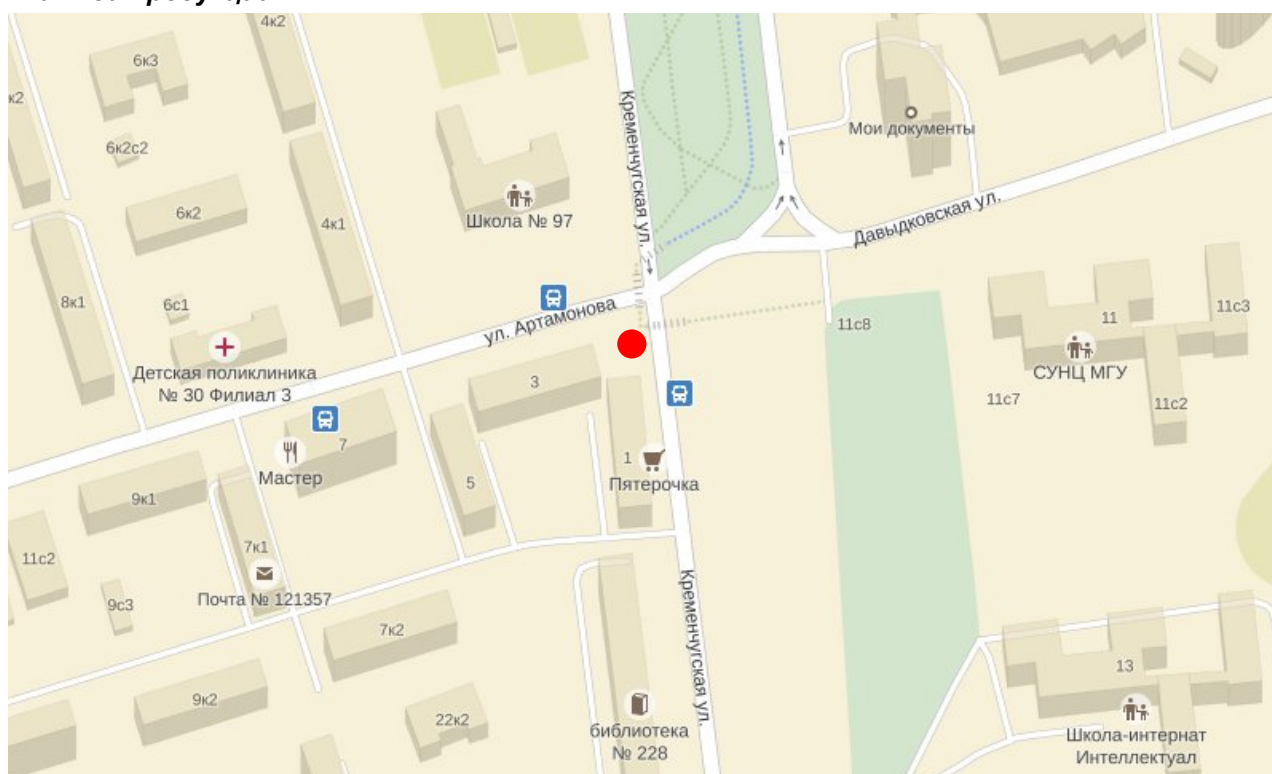 4к2
6к3
к2
Кременчугская ул.
Мои документы
6к2с2
6к2
4к1
Школа № 97
Давыдковская ул.
8к1
6с1
ул. Артамонова
11с3
11
11с8
Детская поликлиника
№ 30 Филиал 3
СУНЦ МГУ
3
11с7
11с2
7
Мастер
1
Пятерочка
5
9к1
11с2
7к1
9с3
Почта № 121357
Кременчугская ул.
7к2
13
9к2
22к2
библиотека
№ 228
Школа-интернат
Интеллектуал